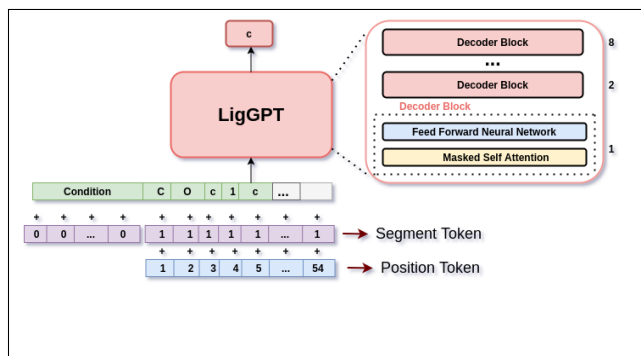 c
LigGPT
Decoder Block 8
...
Decoder Block 2
Decoder Block
Feed Forward Neural Network
Masked Self Attention
1
Condition C O c 1 c ...
+ + + + + + + + + + +
0 0 ... 0 1 1 1 1 1 ... 1 Segment Token
+ + + + + + +
1 2 3 4 5 ... 54 Position Token